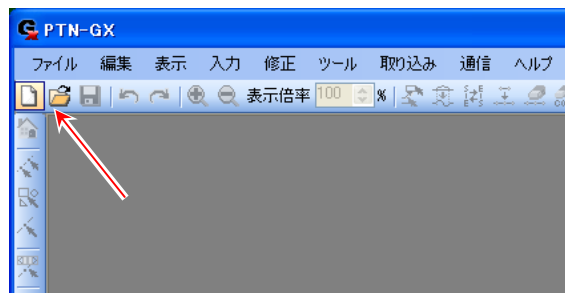 PTN-GX
ファイル 編集 表示 入力 修正 ツール 取り込み 通信 ヘルプ
表示倍率 100 %